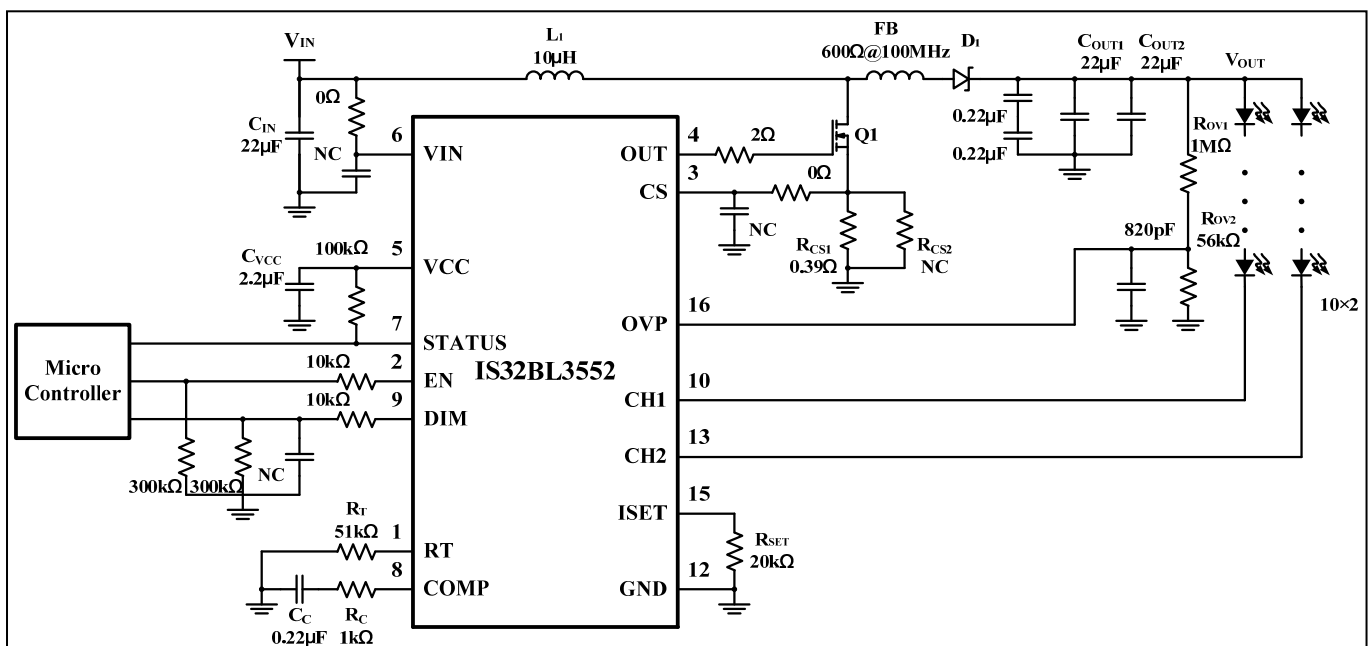 VIN
L1
10µH
FB
600Ω@100MHz
D1
COUT1
22µF
COUT2
22µF
VOUT
0Ω
CIN
22µF
NC
6
VIN
4
OUT
2Ω
Q1
0.22µF
0.22µF
ROV1
1MΩ
3
CS
0Ω
NC
RCS1
0.39Ω
RCS2
NC
820pF
ROV2
56kΩ
10×2
CVCC
2.2µF
100kΩ
5
VCC
16
OVP
7
STATUS
IS32BL3552
Micro
Controller
10kΩ
2
EN
10kΩ
9
DIM
10
CH1
13
CH2
300kΩ
300kΩ
NC
15
ISET
RSET
20kΩ
RT
51kΩ
1
RT
8
COMP
12
GND
CC
0.22µF
RC
1kΩ